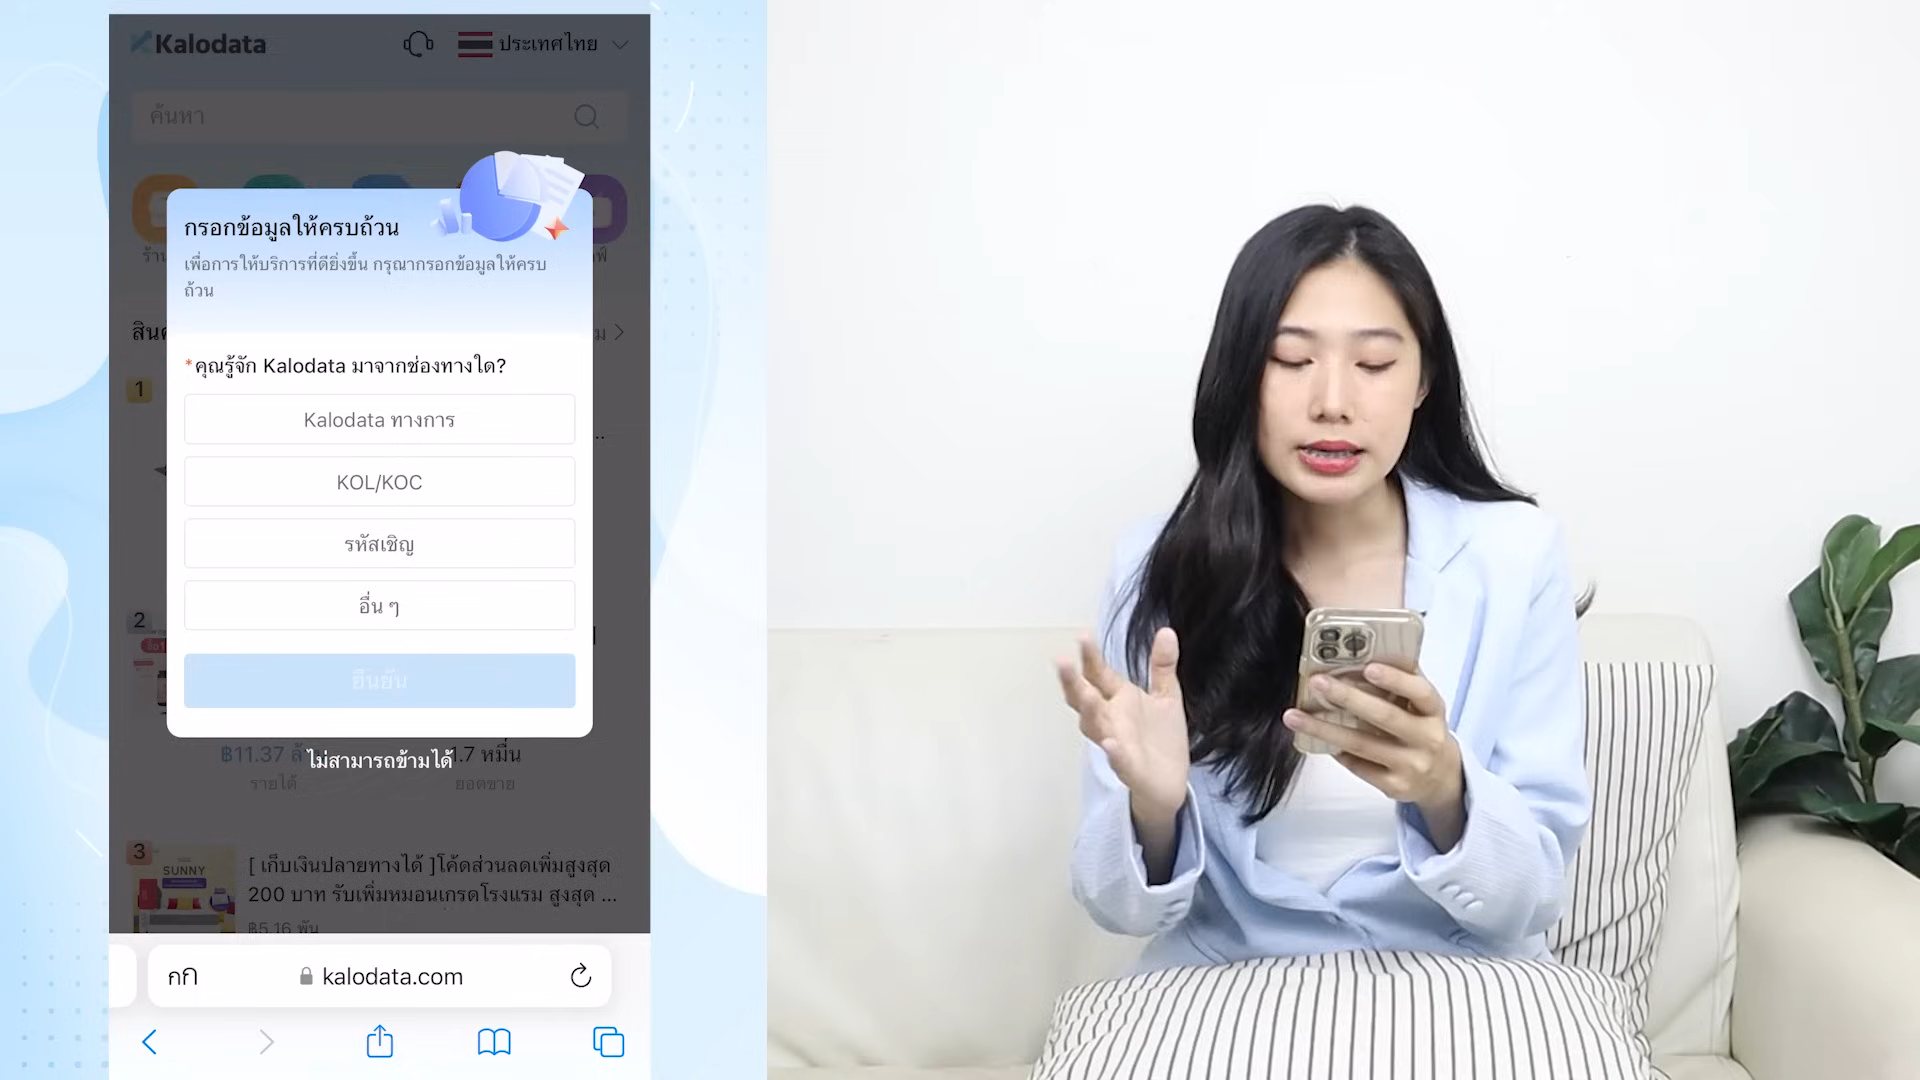 Kalodata
ประเทศไทย
ค้นหา
กรอกข้อมูลให้ครบถ้วน
เพื่อการให้บริการที่ดียิ่งขึ้น กรุณากรอกข้อมูลให้ครบ
ถ้วน
*คุณรู้จัก Kalodata มาจากช่องทางใด?
1
Kalodata ทางการ
KOL/KOC
รหัสเชิญ
อื่น ๆ
2
ยืนยัน
฿11.37 ล้
1.7 หมื่น
ไม่สามารถข้ามได้
รายได้
ยอดขาย
3
SUNNY
[ เก็บเงินปลายทางได้ ]โค้ดส่วนลดเพิ่มสูงสุด
200 บาท รับเพิ่มหมอนเกรดโรงแรม สูงสุด ...
฿5.16 พัน
กก
kalodata.com